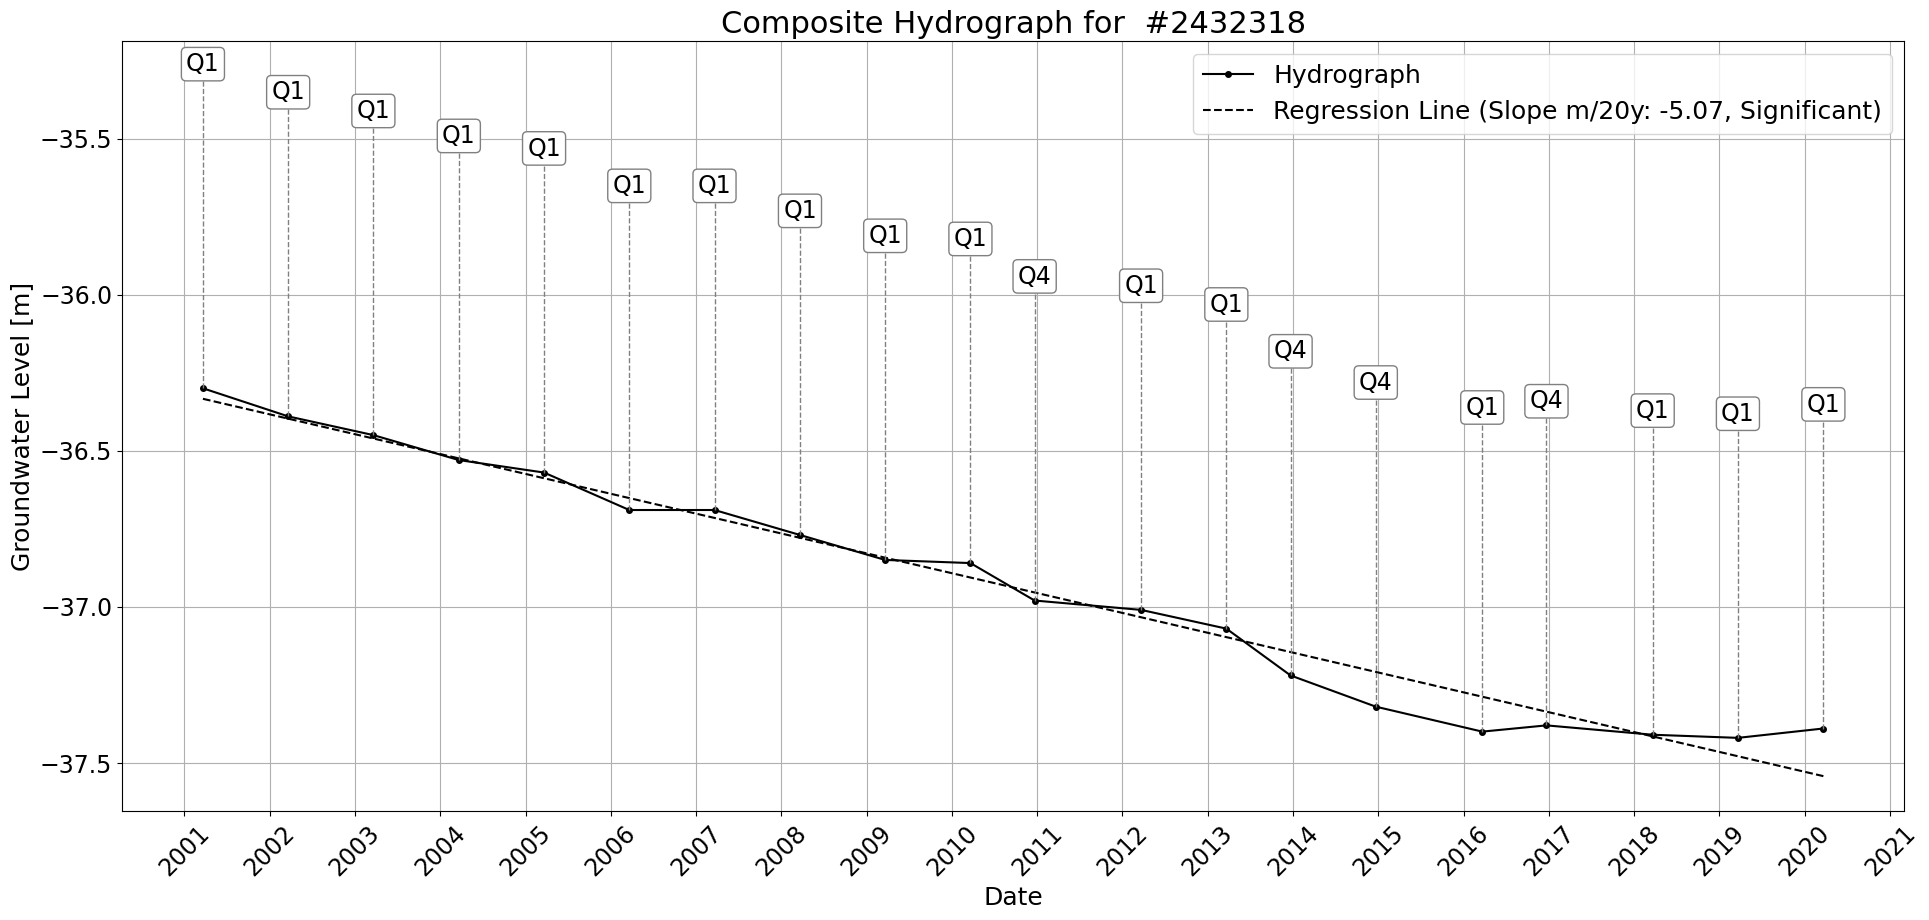 Composite Hydrograph for  #2432318
Hydrograph
Regression Line (Slope m/20y: -5.07, Significant)
Q1
Q1
Q1
Q1
Q1
Q1
Q1
Q1
Q1
Q1
Q4
Q1
Q1
Q4
Q4
Q1
Q4
Q1
Q1
Q1
Groundwater Level [m]
−35.5
−36.0
−36.5
−37.0
−37.5
2001
2002
2003
2004
2005
2006
2007
2008
2009
2010
2011
2012
2013
2014
2015
2016
2017
2018
2019
2020
2021
Date